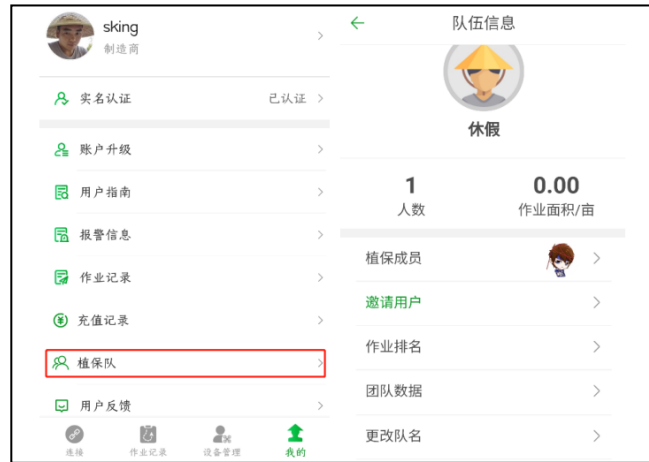 sking
制造商
实名认证 已认证
账户升级
用户指南
报警信息
作业记录
充值记录
植保队
用户反馈
连接 作业记录 设备管理 我的
队伍信息
休假
1 0.00
人数 作业面积/亩
植保成员
邀请用户
作业排名
团队数据
更改队名